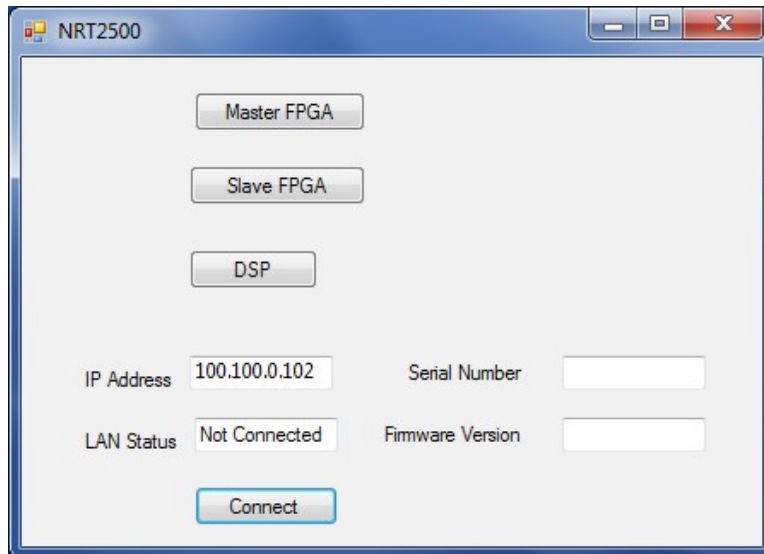 NRT2500
Master FPGA
Slave FPGA
DSP
IP Address 100.100.0.102 Serial Number
LAN Status Not Connected Firmware Version
Connect